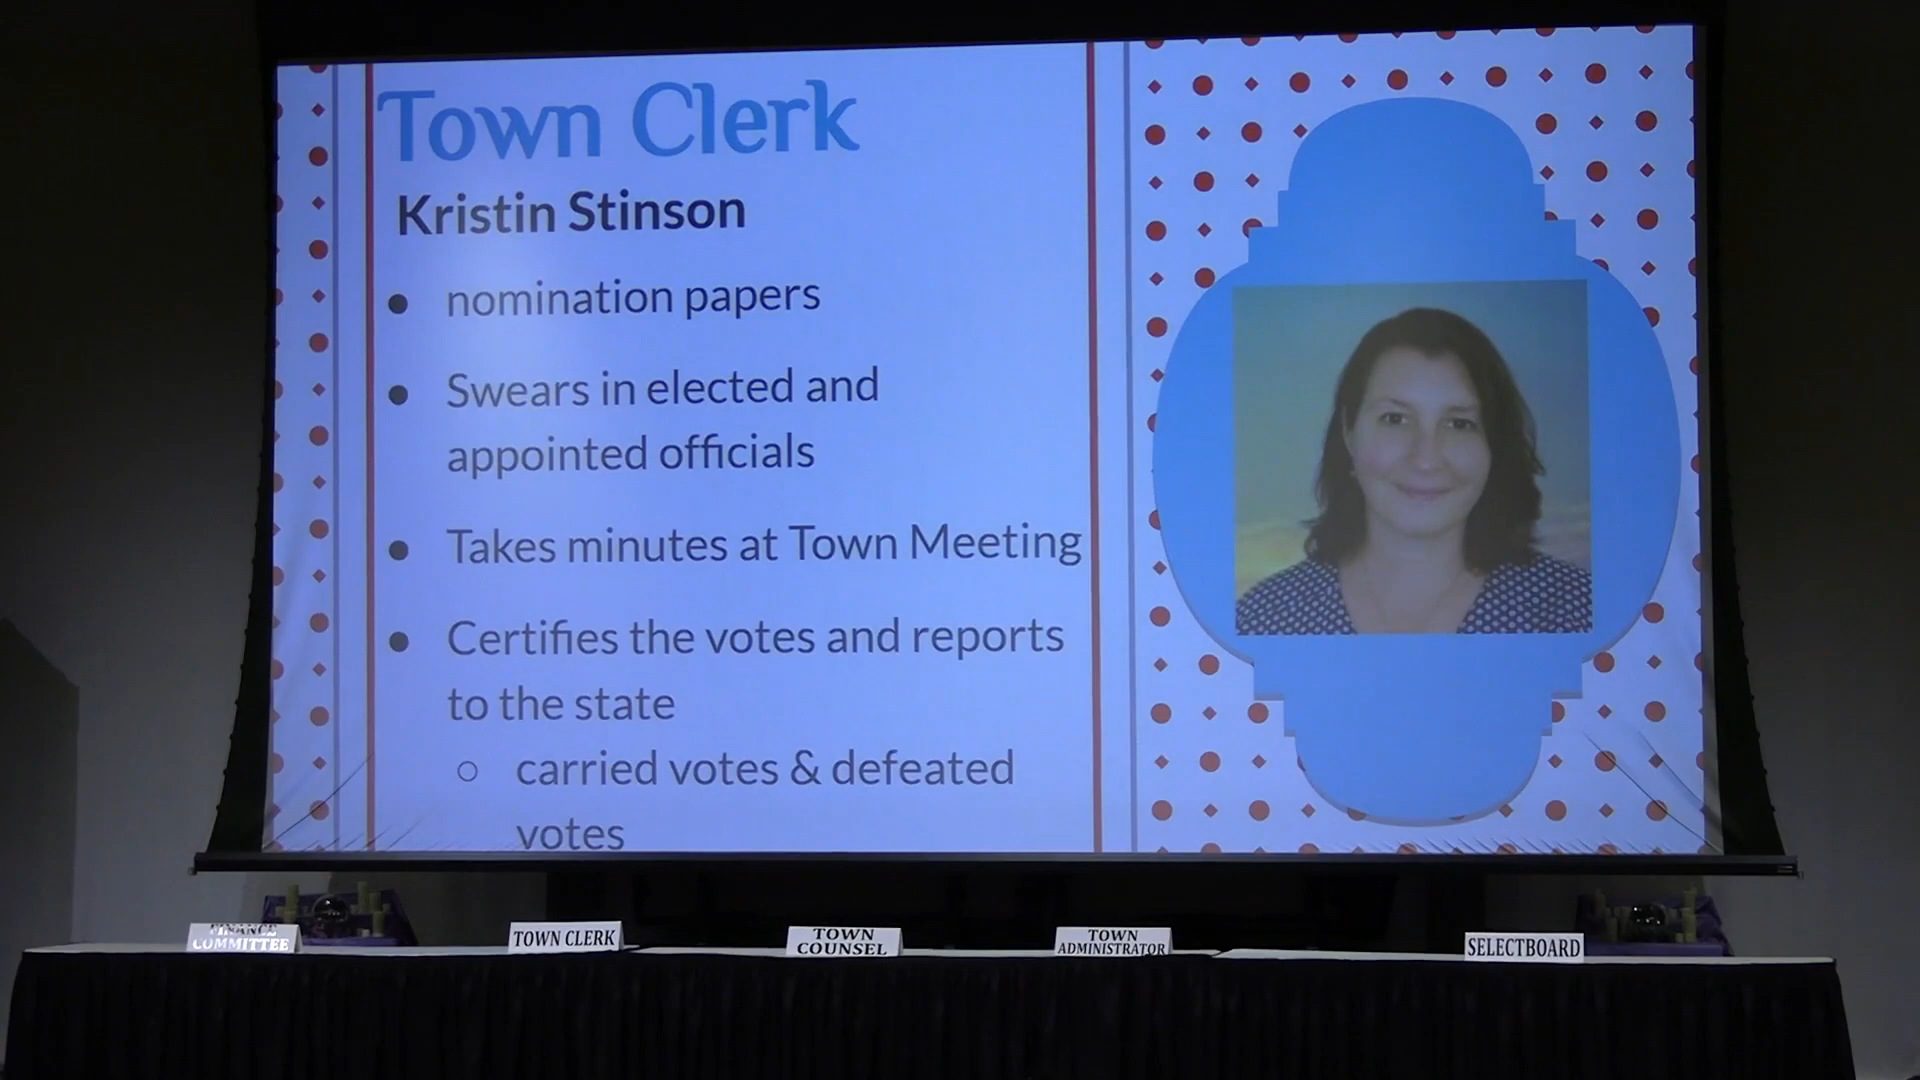 Town Clerk
Kristin Stinson
● nomination papers
● Swears in elected and
appointed officials
● Takes minutes at Town Meeting
● Certifies the votes and reports
to the state
○ carried votes & defeated
votes
FINANCE
COMMITTEE
TOWN CLERK
TOWN
COUNSEL
TOWN
ADMINISTRATOR
SELECTBOARD